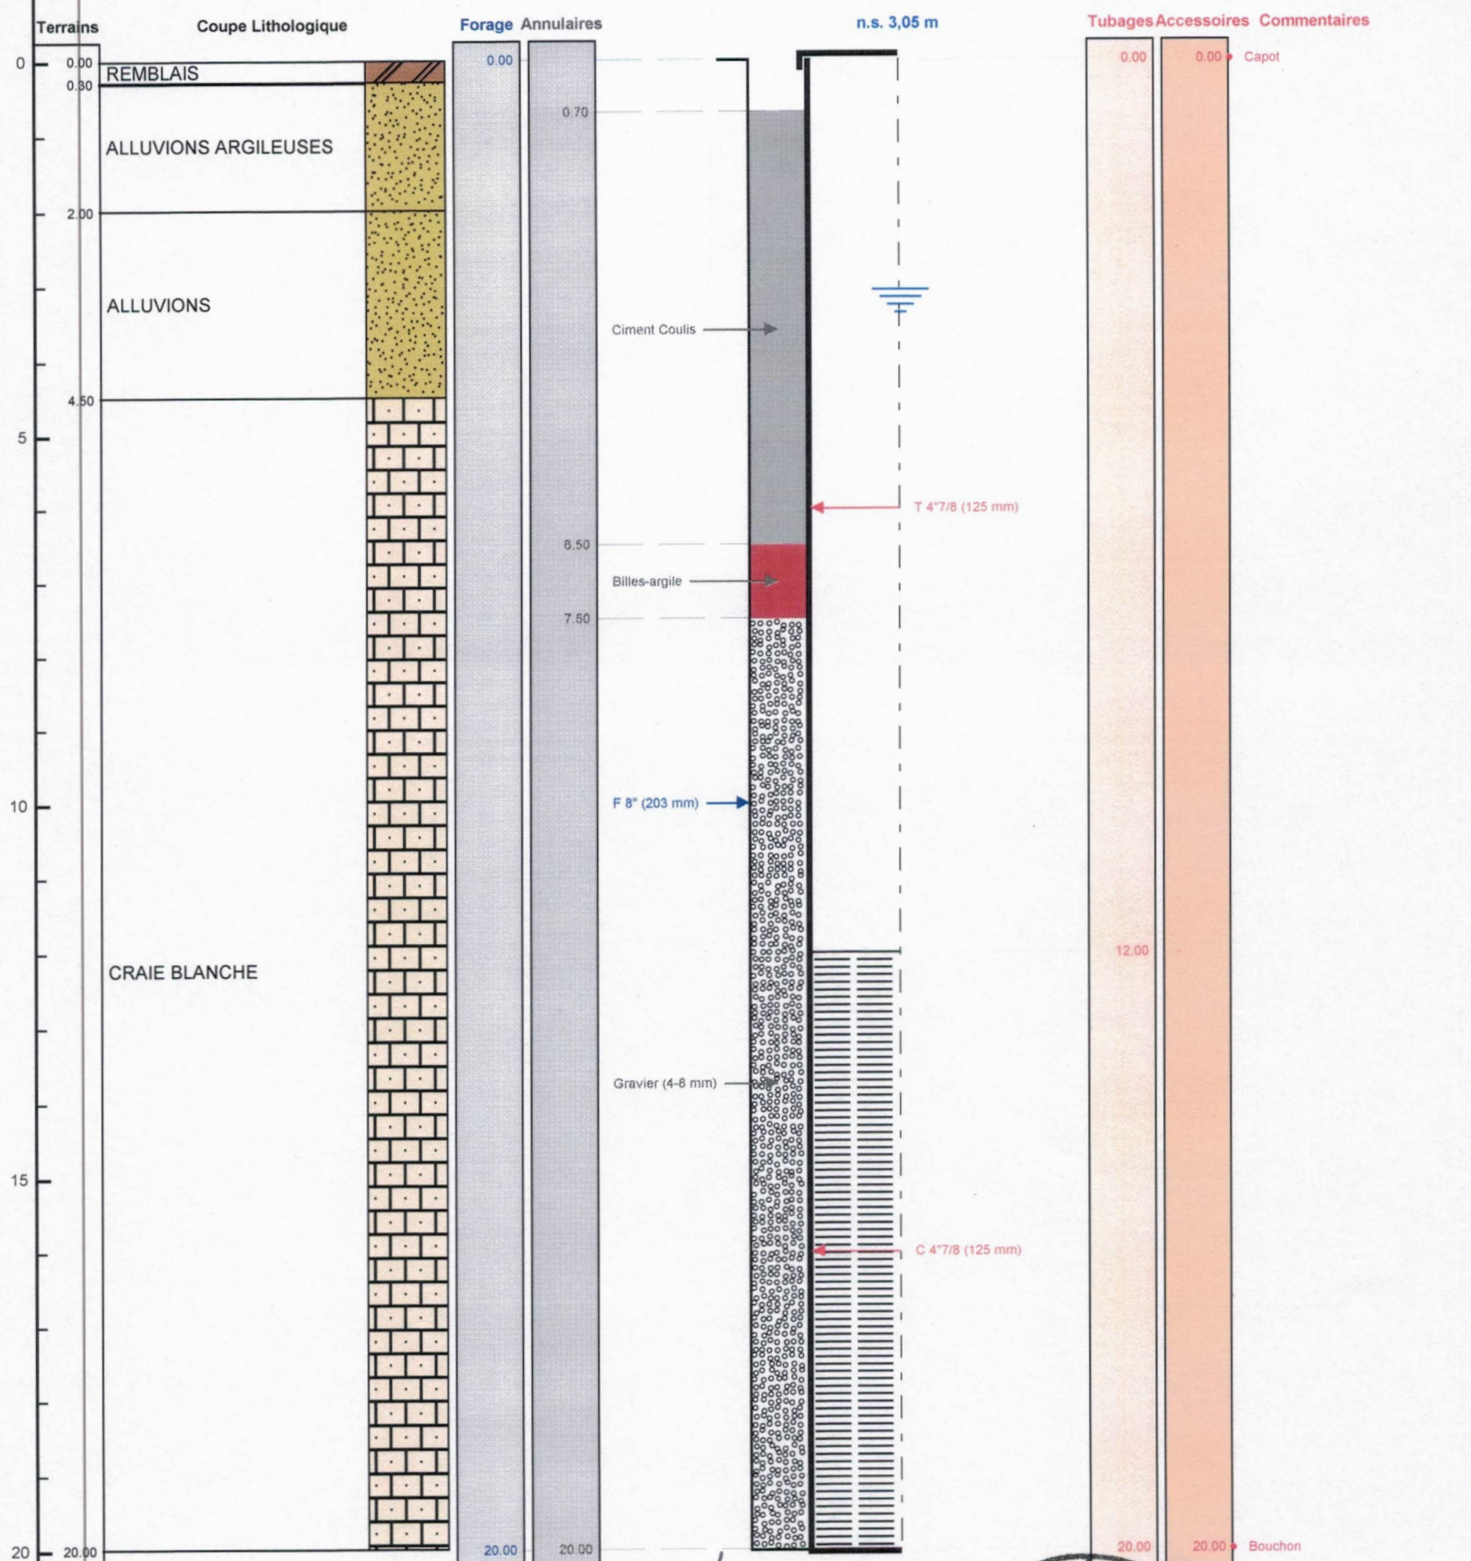 Terrains Coupe Lithologique Forage Annulaires n.s. 3,05 m Tubages Accessoires Commentaires
0 0.00 0.00 0.00 0.00 Capot
REMBLAIS
0.30
0.70
ALLUVIONS ARGILEUSES
2.00
ALLUVIONS
Ciment Coulis
4.50
5
T 4"7/8 (125 mm)
6.50
Billes-argile
7.50
10 F 8" (203 mm)
12.00
CRAIE BLANCHE
Gravier (4-6 mm)
15
C 4"7/8 (125 mm)
20 20.00 20.00 20.00 20.00 20.00 Bouchon